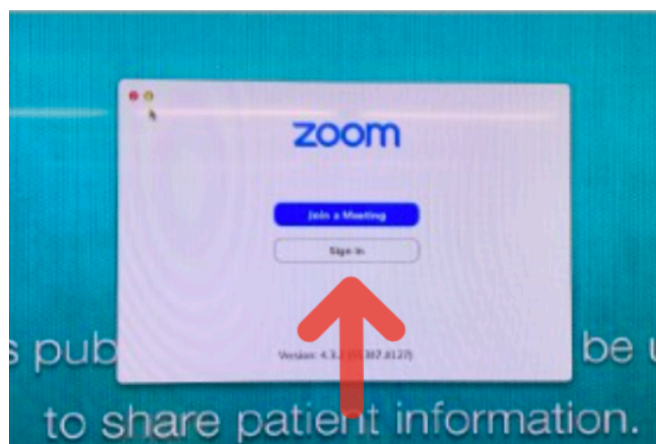 zoom
Join a Meeting
Sign In
s pub be u
to share patient information.